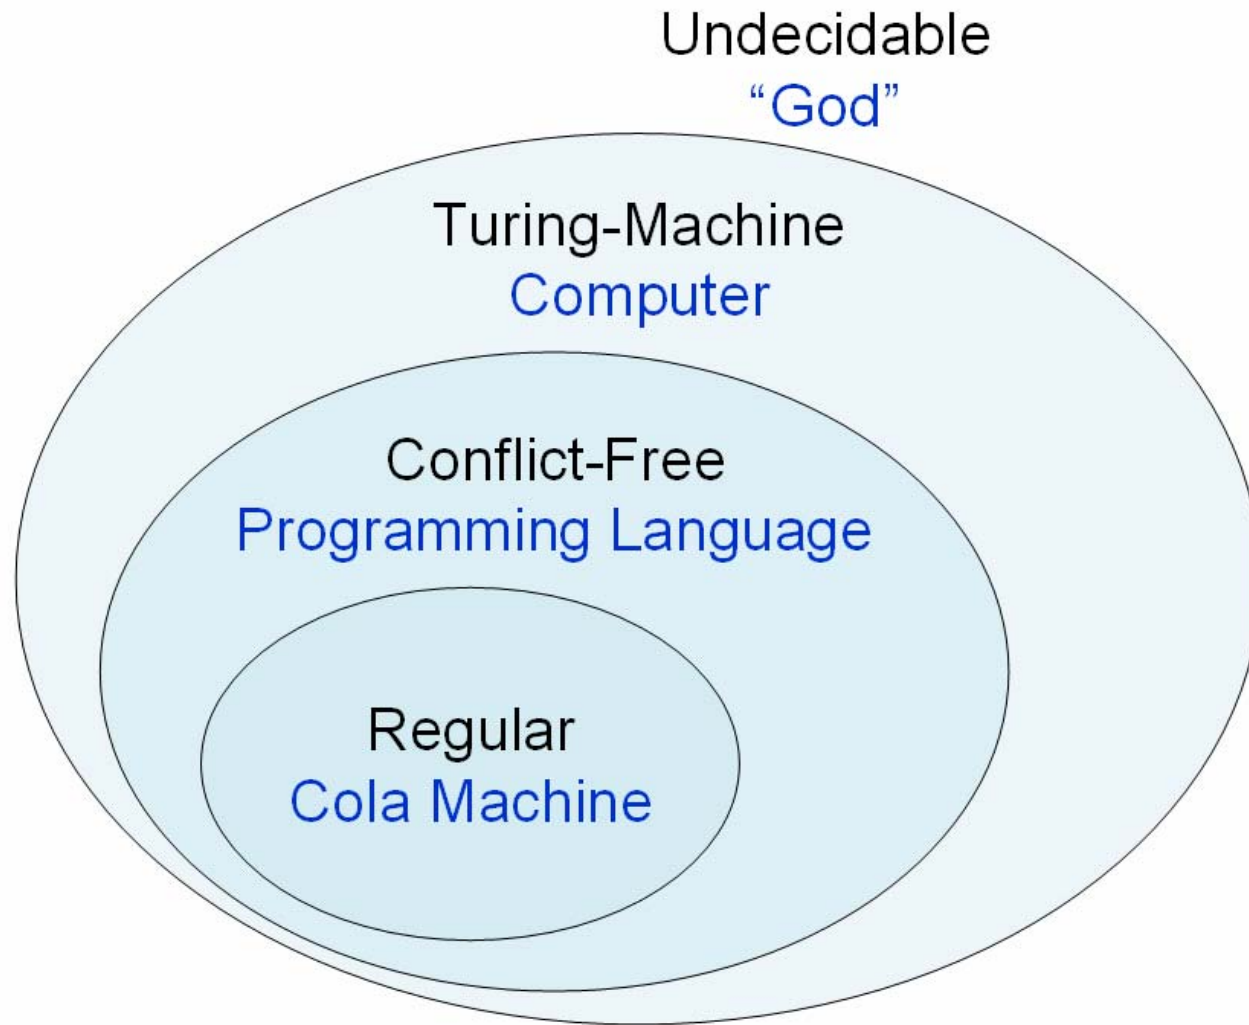 Undecidable
“God”
Turing-Machine
Computer
Conflict-Free
Programming Language
Regular
Cola Machine